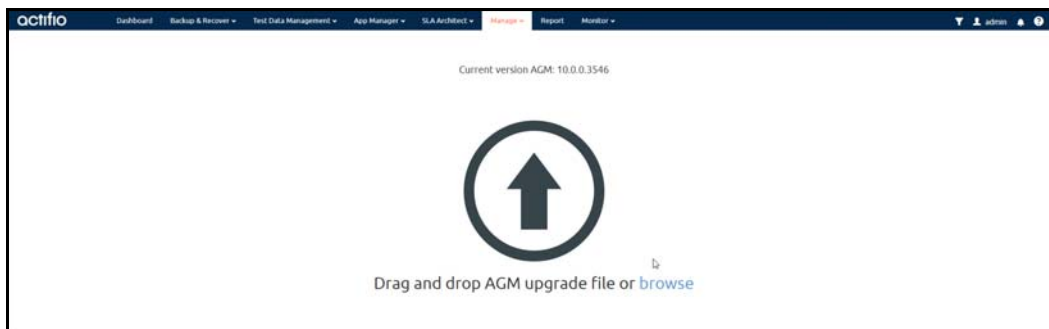 actifio Dashboard Backup & Recover Test Data Management App Manager SLA Architect Manage Report Monitor admin
Current version AGM: 10.0.0.3546
Drag and drop AGM upgrade file or browse